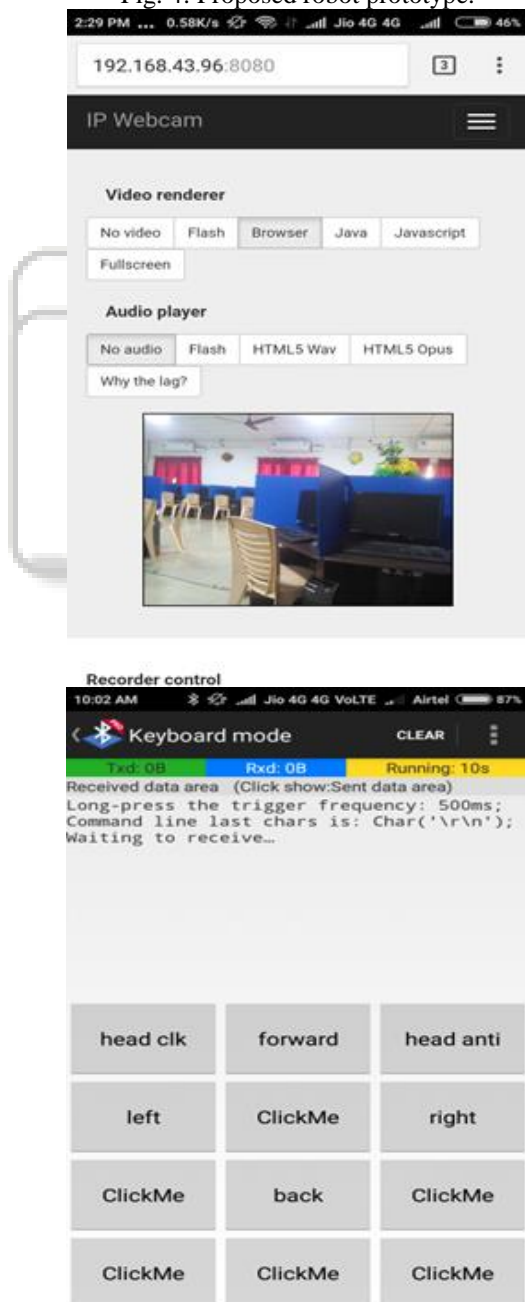 Fig. 4: Proposed robot prototype.
2:29 PM ... 0.58K/s Jio 4G 4G 46%
192.168.43.96:8080 3
IP Webcam
Video renderer
No video Flash Browser Java Javascript
Fullscreen
Audio player
No audio Flash HTML5 Wav HTML5 Opus
Why the lag?
Recorder control
10:02 AM Jio 4G 4G VoLTE Airtel 87%
Keyboard mode CLEAR
Txd: 0B Rxd: 0B Running: 10s
Received data area (Click show:Sent data area)
Long-press the trigger frequency: 500ms;
Command line last chars is: Char('\r\n');
Waiting to receive…
head clk forward head anti
left ClickMe right
ClickMe back ClickMe
ClickMe ClickMe ClickMe